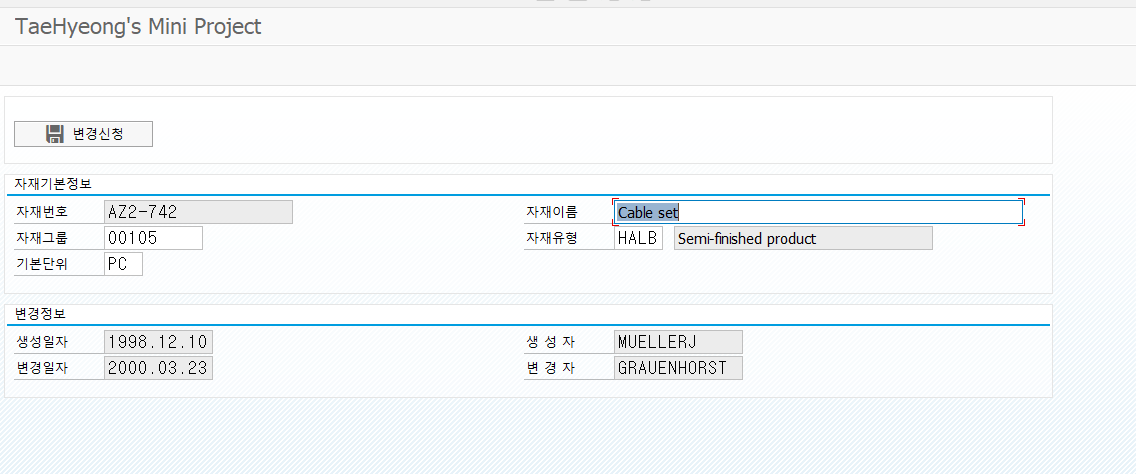 TaeHyeong's Mini Project
변경신청
자재기본정보
자재번호 AZ2-742 자재이름 Cable set
자재그룹 00105 자재유형 HALB Semi-finished product
기본단위 PC
변경정보
생성일자 1998.12.10 생 성 자 MUELLERJ
변경일자 2000.03.23 변 경 자 GRAUENHORST